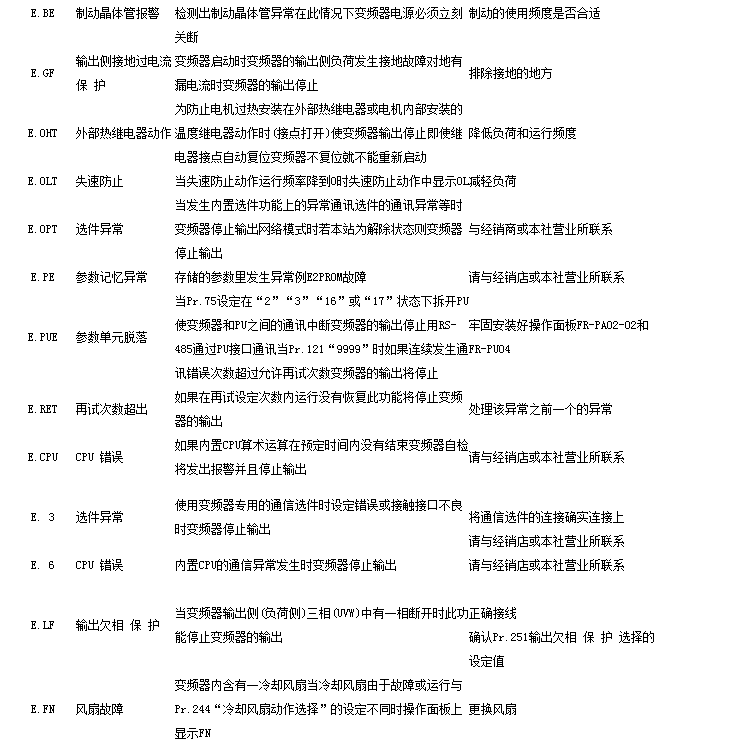 E.BE 制动晶体管报警 检测出制动晶体管异常在此情况下变频器电源必须立刻 制动的使用频度是否合适
关断
E.GF 输出侧接地过电流 变频器启动时变频器的输出侧负荷发生接地故障对地有 排除接地的地方
保 护 漏电流时变频器的输出停止
为防止电机过热安装在外部热继电器或电机内部安装的
E.OHT 外部热继电器动作 温度继电器动作时(接点打开)使变频器输出停止即使继 降低负荷和运行频度
电器接点自动复位变频器不复位就不能重新启动
E.OLT 失速防止 当失速防止动作运行频率降到0时失速防止动作中显示OL 减轻负荷
当发生内置选件功能上的异常通讯选件的通讯异常等时
E.OPT 选件异常 变频器停止输出网络模式时若本站为解除状态则变频器 与经销商或本社营业所联系
停止输出
E.PE 参数记忆异常 存储的参数里发生异常例E2PROM故障 请与经销店或本社营业所联系
当Pr.75设定在“2”“3”“16”或“17”状态下拆开PU
E.PUE 参数单元脱落 使变频器和PU之间的通讯中断变频器的输出停止用RS- 牢固安装好操作面板FR-PA02-02和
485通过PU接口通讯当Pr.121“9999”时如果连续发生通 FR-PU04
讯错误次数超过允许再试次数变频器的输出将停止
E.RET 再试次数超出 如果在再试设定次数内运行没有恢复此功能将停止变频 处理该异常之前一个的异常
器的输出
E.CPU CPU 错误 如果内置CPU算术运算在预定时间内没有结束变频器自检 请与经销店或本社营业所联系
将发出报警并且停止输出
E. 3 选件异常 使用变频器专用的通信选件时设定错误或接触接口不良 将通信选件的连接确实连接上
时变频器停止输出 请与经销店或本社营业所联系
E. 6 CPU 错误 内置CPU的通信异常发生时变频器停止输出 请与经销店或本社营业所联系
E.LF 输出欠相 保 护 当变频器输出侧(负荷侧)三相(UVW)中有一相断开时此功 正确接线
能停止变频器的输出 确认Pr.251输出欠相 保 护 选择的
设定值
变频器内含有一冷却风扇当冷却风扇由于故障或运行与
E.FN 风扇故障 Pr.244“冷却风扇动作选择”的设定不同时操作面板上 更换风扇
显示FN